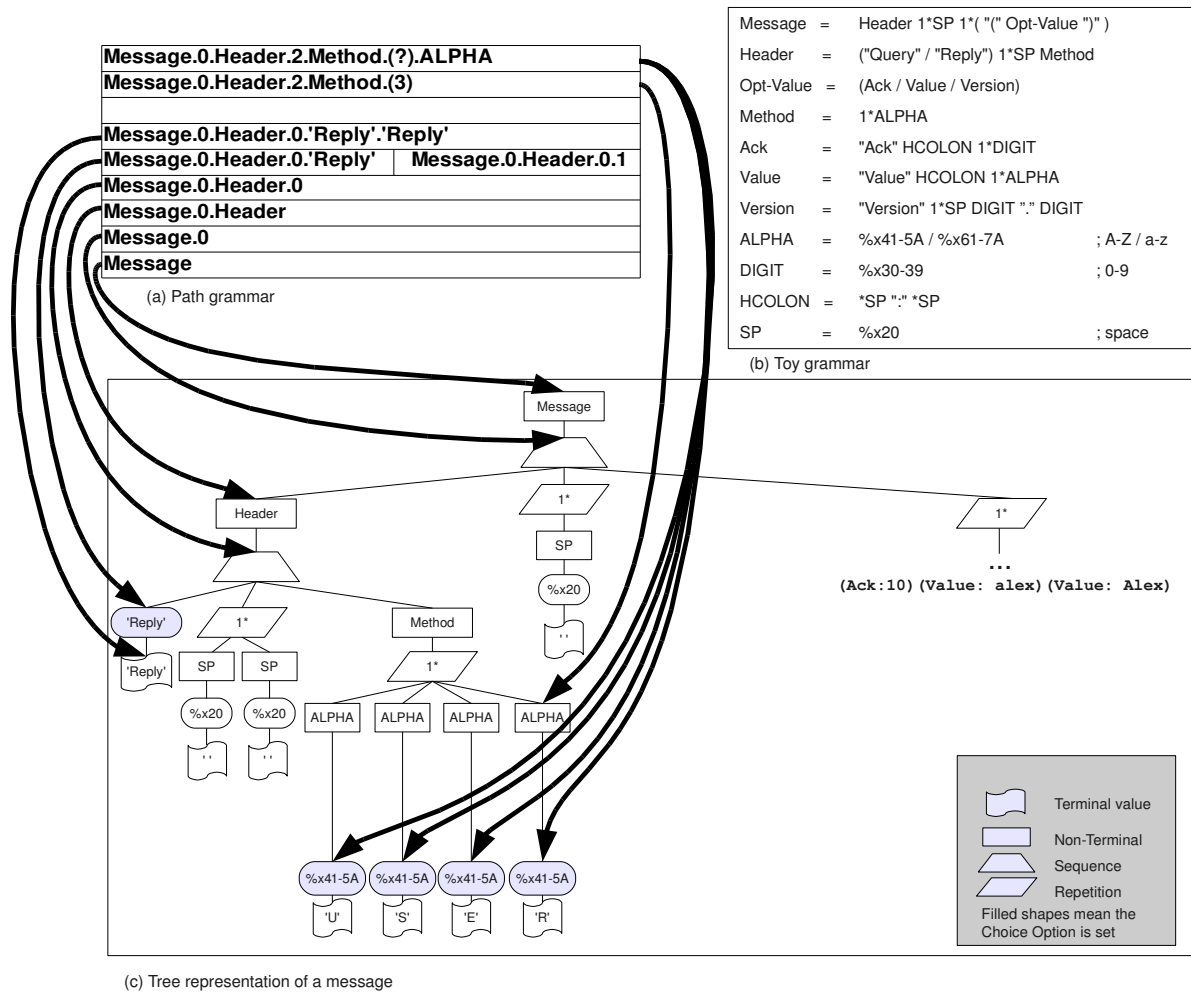 Message.0.Header.2.Method.(?).ALPHA
Message.0.Header.2.Method.(3)
Message.0.Header.0.'Reply'.'Reply'
Message.0.Header.0.'Reply' Message.0.Header.0.1
Message.0.Header.0
Message.0.Header
Message.0
Message
(a) Path grammar
Message = Header 1*SP 1*( "(" Opt-Value ")" )
Header = ("Query" / "Reply") 1*SP Method
Opt-Value = (Ack / Value / Version)
Method = 1*ALPHA
Ack = "Ack" HCOLON 1*DIGIT
Value = "Value" HCOLON 1*ALPHA
Version = "Version" 1*SP DIGIT "." DIGIT
ALPHA = %x41-5A / %x61-7A ; A-Z / a-z
DIGIT = %x30-39 ; 0-9
HCOLON = *SP ":" *SP
SP = %x20 ; space
(b) Toy grammar
Message
Header 1* 1*
SP
...
%x20
(Ack:10)(Value: alex)(Value: Alex)
'Reply' 1* Method
' '
'Reply' SP SP 1*
%x20 %x20 ALPHA ALPHA ALPHA ALPHA
' ' ' '
%x41-5A %x41-5A %x41-5A %x41-5A
'U' 'S' 'E' 'R'
Terminal value
Non-Terminal
Sequence
Repetition
Filled shapes mean the
Choice Option is set
(c) Tree representation of a message